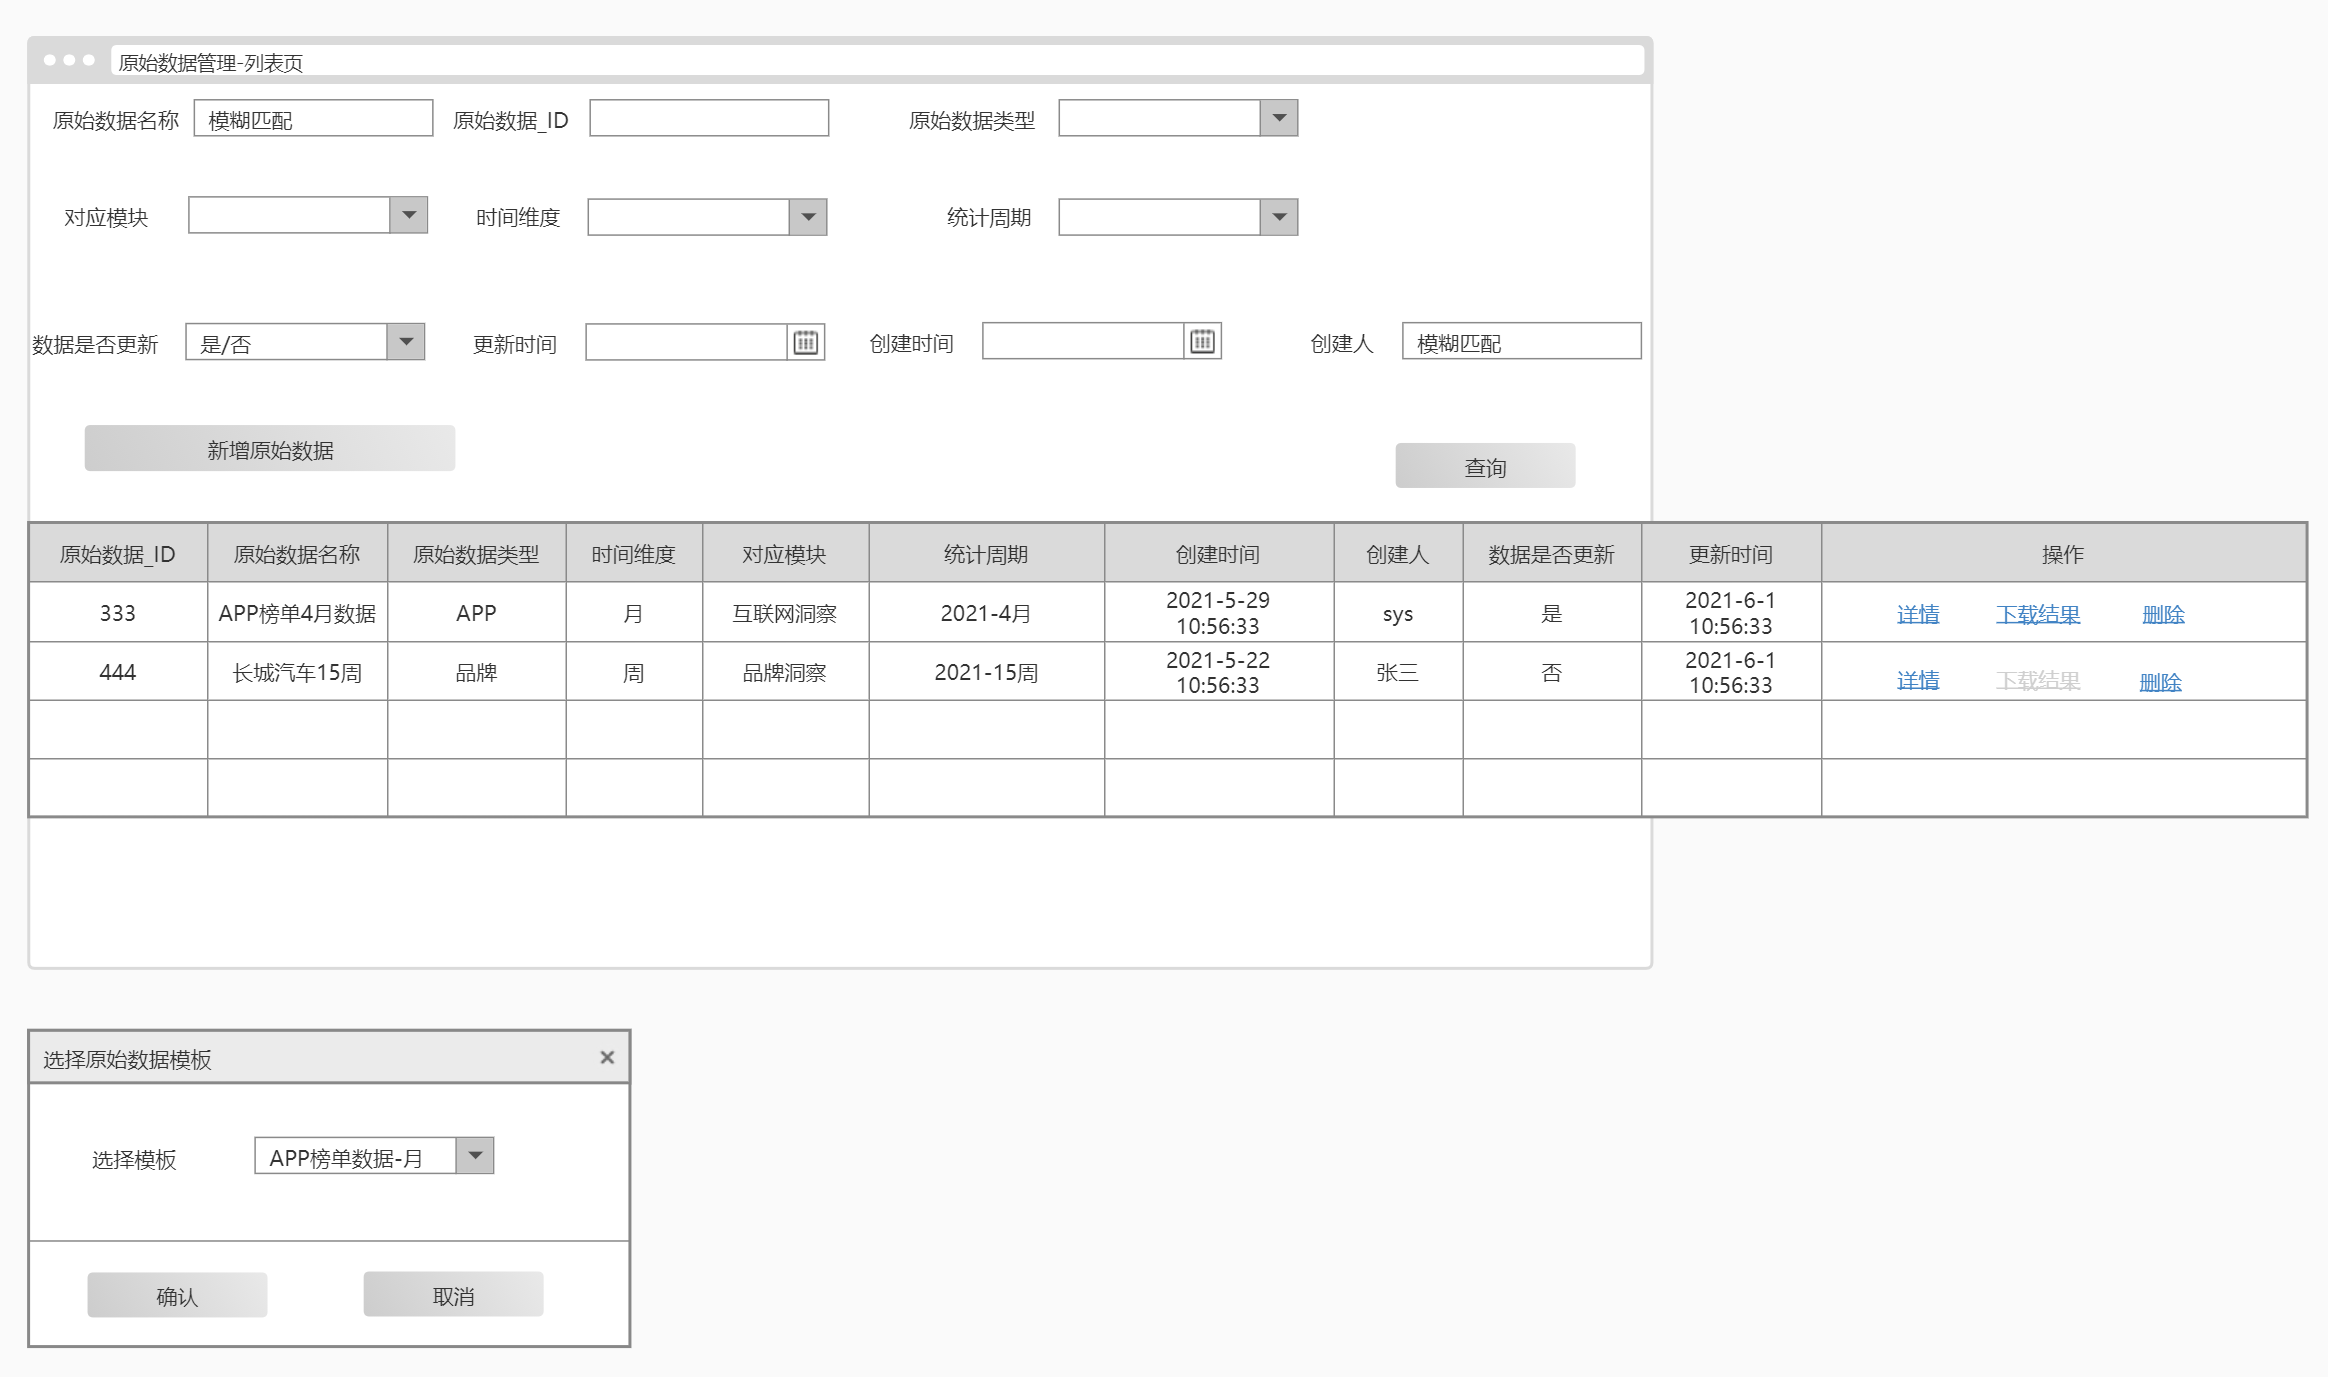 原始数据管理-列表页
原始数据名称 模糊匹配 原始数据_ID 原始数据类型
对应模块 时间维度 统计周期
数据是否更新 是/否 更新时间 创建时间 创建人 模糊匹配
新增原始数据
查询
原始数据_ID 原始数据名称 原始数据类型 时间维度 对应模块 统计周期 创建时间 创建人 数据是否更新 更新时间 操作
333 APP榜单4月数据 APP 月 互联网洞察 2021-4月 2021-5-29 10:56:33 sys 是 2021-6-1 10:56:33 详情 下载结果 删除
444 长城汽车15周 品牌 周 品牌洞察 2021-15周 2021-5-22 10:56:33 张三 否 2021-6-1 10:56:33 详情 下载结果 删除
选择原始数据模板
选择模板 APP榜单数据-月
确认 取消